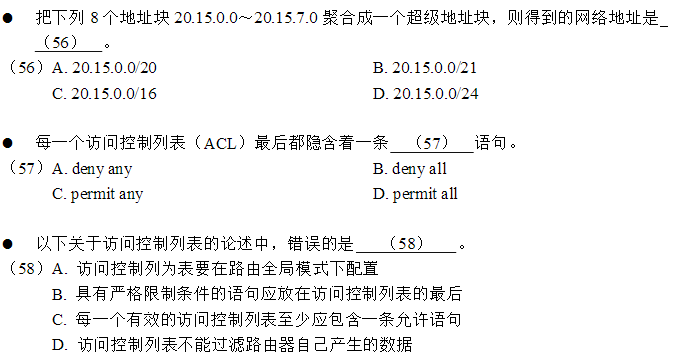 ● 把下列 8 个地址块 20.15.0.0～20.15.7.0 聚合成一个超级地址块，则得到的网络地址是_
（56） 。
（56）A. 20.15.0.0/20 B. 20.15.0.0/21
C. 20.15.0.0/16 D. 20.15.0.0/24
● 每一个访问控制列表（ACL）最后都隐含着一条 （57） 语句。
（57）A. deny any B. deny all
C. permit any D. permit all
● 以下关于访问控制列表的论述中，错误的是 （58） 。
（58）A. 访问控制列为表要在路由全局模式下配置
B. 具有严格限制条件的语句应放在访问控制列表的最后
C. 每一个有效的访问控制列表至少应包含一条允许语句
D. 访问控制列表不能过滤路由器自己产生的数据